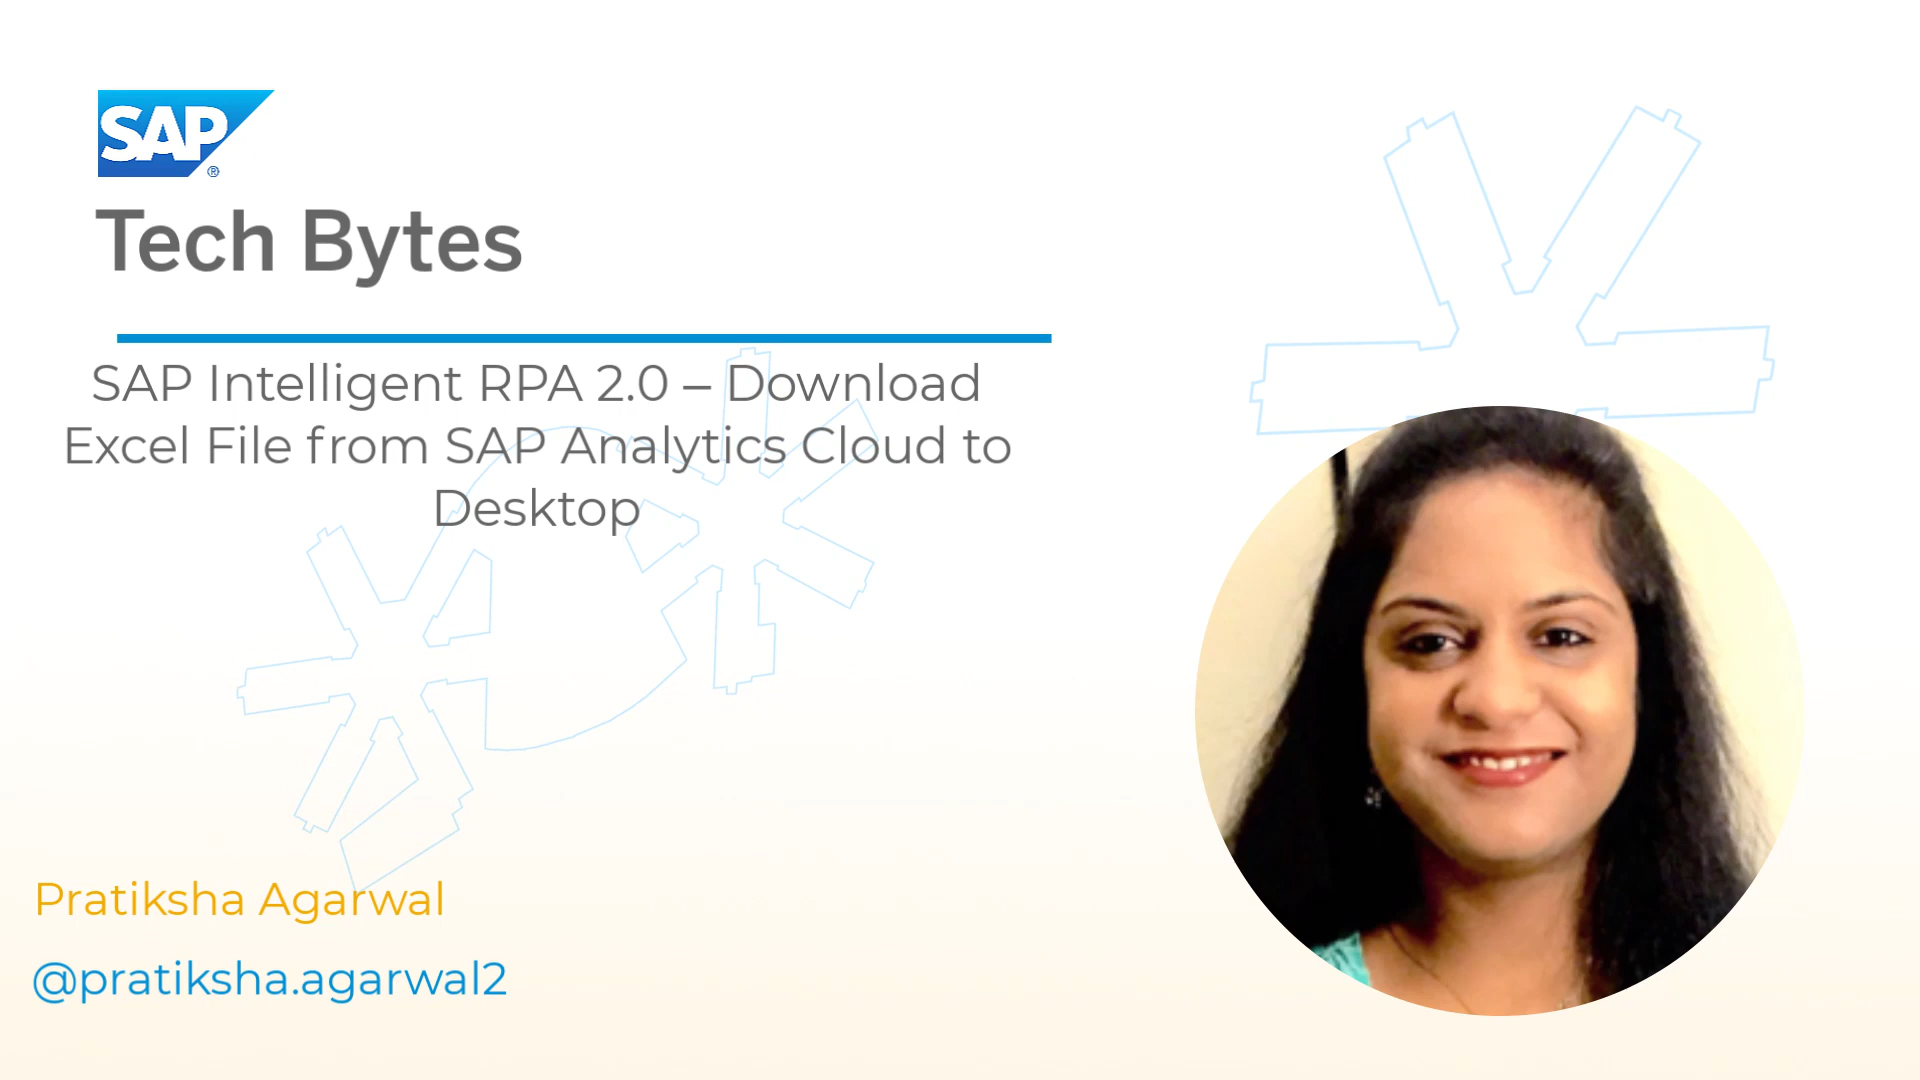 SAP
®
Tech Bytes
SAP Intelligent RPA 2.0 – Download
Excel File from SAP Analytics Cloud to
Desktop
Pratiksha Agarwal
@pratiksha.agarwal2